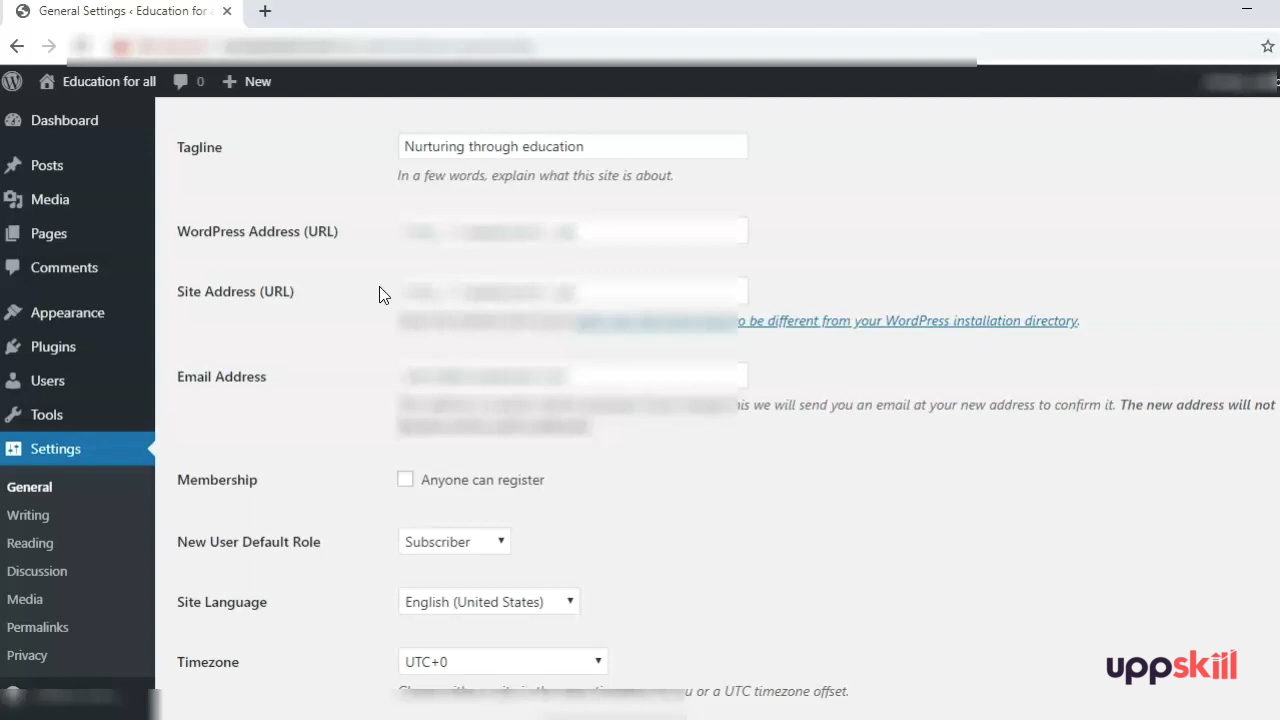 General Settings ‹ Education for
Education for all
0
New
Dashboard
Posts
Media
Pages
Comments
Appearance
Plugins
Users
Tools
Settings
General
Writing
Reading
Discussion
Media
Permalinks
Privacy
Tagline
Nurturing through education
In a few words, explain what this site is about.
WordPress Address (URL)
Site Address (URL)
to be different from your WordPress installation directory.
Email Address
we will send you an email at your new address to confirm it. The new address will not
Membership
Anyone can register
New User Default Role
Subscriber
Site Language
English (United States)
Timezone
UTC+0
or a UTC timezone offset.
uppskill